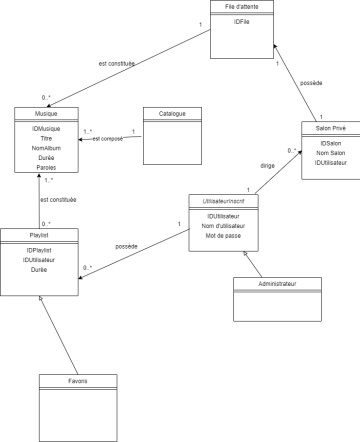 File d'attente
IDFile
1
est constituée
1
possède
0..*
1
Musique
IDMusique
Titre
NomAlbum
Durée
Paroles
1..*
est composé
1
Catalogue
Salon Privé
IDSalon
Nom Salon
IDUtilisateur
0..*
dirige
1
1..*
est constituée
0..*
UtilisateurInscrit
IDUtilisateur
Nom d'utilisateur
Mot de passe
1
possède
0..*
Playlist
IDPlaylist
IDUtilisateur
Durée
Administrateur
Favoris